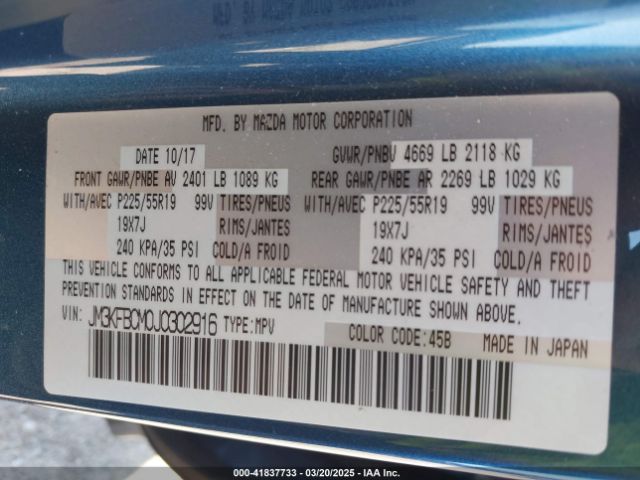 MFD. BY MAZDA MOTOR CORPORATION
DATE 10/17 GVWR/PNBV 4669 LB 2118 KG
FRONT GAWR/PNBE AV 2401 LB 1089 KG REAR GAWR/PNBE AR 2269 LB 1029 KG
WITH/AVEC P225/55R19 99V TIRES/PNEUS WITH/AVEC P225/55R19 99V TIRES/PNEUS
19X7J RIMS/JANTES 19X7J RIMS/JANTES
240 KPA/35 PSI COLD/A FROID 240 KPA/35 PSI COLD/A FROID
THIS VEHICLE CONFORMS TO ALL APPLICABLE FEDERAL MOTOR VEHICLE SAFETY AND THEFT
PREVENTION STANDARDS IN EFFECT ON THE DATE OF MANUFACTURE SHOWN ABOVE.
VIN: JM3KFBCM0J0302916 TYPE:MPV
COLOR CODE:45B MADE IN JAPAN
000-41837733 — 03/20/2025 — IAA Inc.